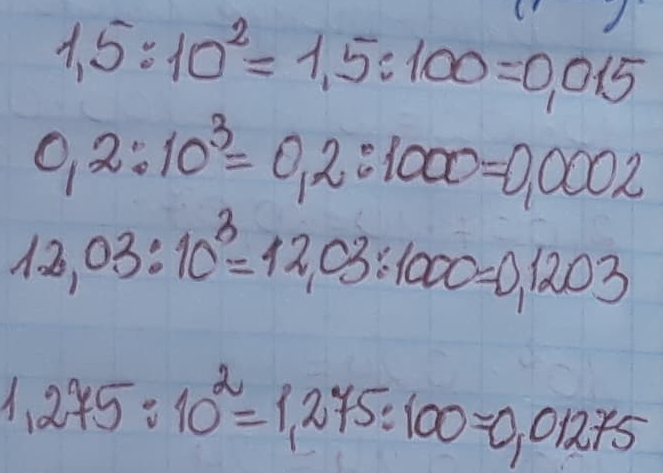 1,5 : 10² = 1,5 : 100 = 0,015
0,2 : 10³ = 0,2 : 1000 = 0,0002
12,03 : 10³ = 12,03 : 1000 = 0,1203
1,275 : 10² = 1,275 : 100 = 0,01275